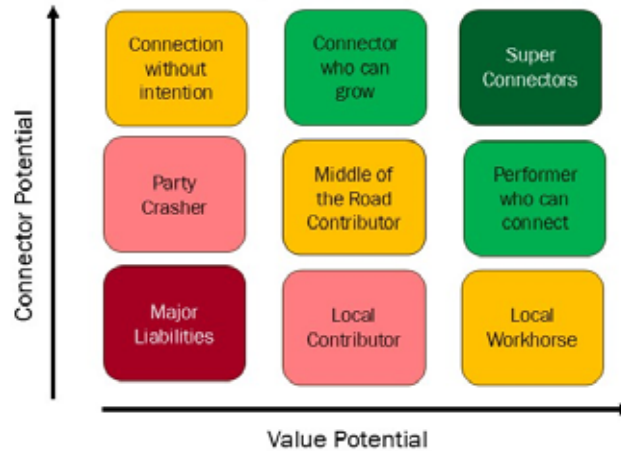 Connection
without
intention
Connector
who can
grow
Super
Connectors
Party
Crasher
Middle of
the Road
Contributor
Performer
who can
connect
Major
Liabilities
Local
Contributor
Local
Workhorse
Connector Potential
Value Potential